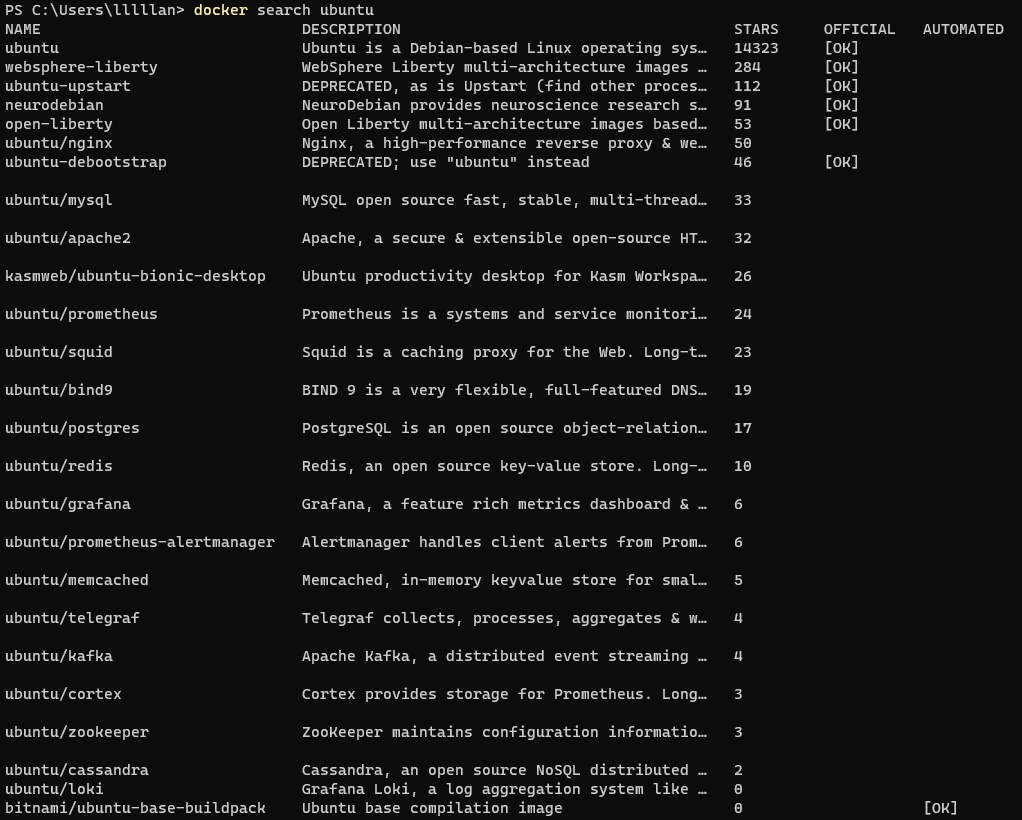 PS C:\Users\lllllan> docker search ubuntu
NAME DESCRIPTION STARS OFFICIAL AUTOMATED
ubuntu Ubuntu is a Debian-based Linux operating sys… 14323 [OK]
websphere-liberty WebSphere Liberty multi-architecture images … 284 [OK]
ubuntu-upstart DEPRECATED, as is Upstart (find other proces… 112 [OK]
neurodebian NeuroDebian provides neuroscience research s… 91 [OK]
open-liberty Open Liberty multi-architecture images based… 53 [OK]
ubuntu/nginx Nginx, a high-performance reverse proxy & we… 50
ubuntu-debootstrap DEPRECATED; use "ubuntu" instead 46 [OK]
ubuntu/mysql MySQL open source fast, stable, multi-thread… 33
ubuntu/apache2 Apache, a secure & extensible open-source HT… 32
kasmweb/ubuntu-bionic-desktop Ubuntu productivity desktop for Kasm Workspa… 26
ubuntu/prometheus Prometheus is a systems and service monitori… 24
ubuntu/squid Squid is a caching proxy for the Web. Long-t… 23
ubuntu/bind9 BIND 9 is a very flexible, full-featured DNS… 19
ubuntu/postgres PostgreSQL is an open source object-relation… 17
ubuntu/redis Redis, an open source key-value store. Long-… 10
ubuntu/grafana Grafana, a feature rich metrics dashboard & … 6
ubuntu/prometheus-alertmanager Alertmanager handles client alerts from Prom… 6
ubuntu/memcached Memcached, in-memory keyvalue store for smal… 5
ubuntu/telegraf Telegraf collects, processes, aggregates & w… 4
ubuntu/kafka Apache Kafka, a distributed event streaming … 4
ubuntu/cortex Cortex provides storage for Prometheus. Long… 3
ubuntu/zookeeper ZooKeeper maintains configuration informatio… 3
ubuntu/cassandra Cassandra, an open source NoSQL distributed … 2
ubuntu/loki Grafana Loki, a log aggregation system like … 0
bitnami/ubuntu-base-buildpack Ubuntu base compilation image 0 [OK]